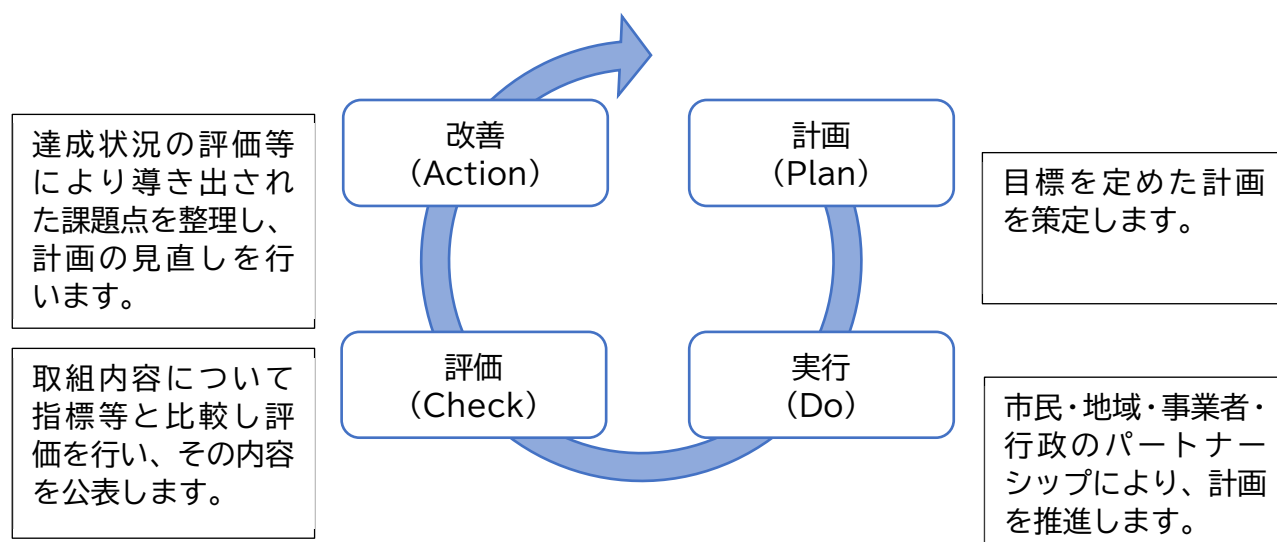 改善
(Action)
計画
(Plan)
達成状況の評価等
により導き出され
た課題点を整理し、
計画の見直しを行
います。
目標を定めた計画
を策定します。
評価
(Check)
実行
(Do)
取組内容について
指標等と比較し評
価を行い、その内容
を公表します。
市民・地域・事業者・
行政のパートナー
シップにより、計画
を推進します。